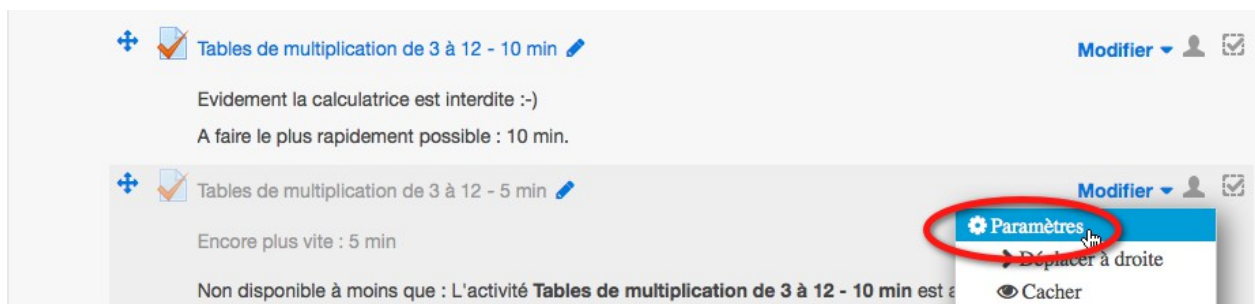 Tables de multiplication de 3 à 12 - 10 min
Modifier
Evidement la calculatrice est interdite :-)
A faire le plus rapidement possible : 10 min.
Tables de multiplication de 3 à 12 - 5 min
Modifier
Encore plus vite : 5 min
Paramètres
Déplacer à droite
Non disponible à moins que : L'activité Tables de multiplication de 3 à 12 - 10 min est
Cacher